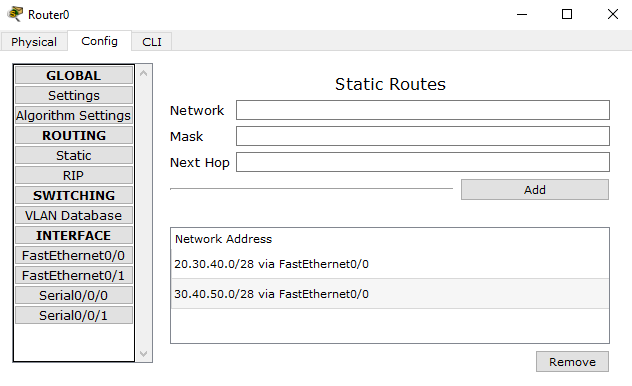 Router0
Physical Config CLI
GLOBAL
Settings
Algorithm Settings
ROUTING
Static
RIP
SWITCHING
VLAN Database
INTERFACE
FastEthernet0/0
FastEthernet0/1
Serial0/0/0
Serial0/0/1
Static Routes
Network
Mask
Next Hop
Add
Network Address
20.30.40.0/28 via FastEthernet0/0
30.40.50.0/28 via FastEthernet0/0
Remove